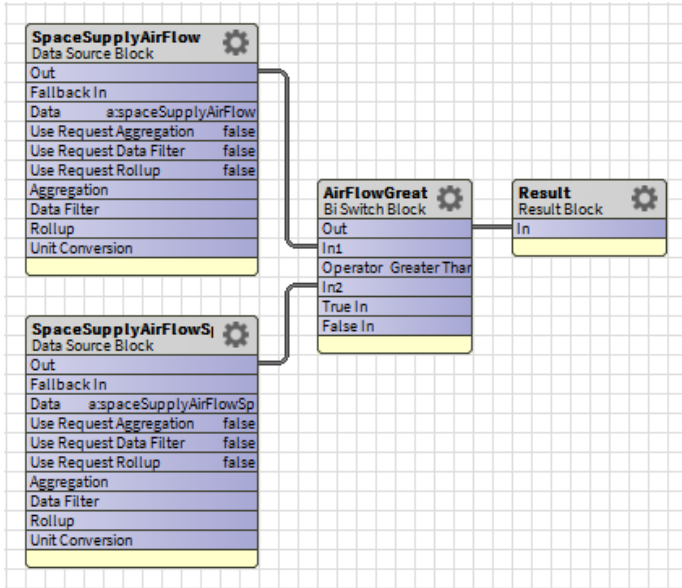 SpaceSupplyAirFlow
Data Source Block
Out
Fallback In
Data a:spaceSupplyAirFlow
Use Request Aggregation false
Use Request Data Filter false
Use Request Rollup false
Aggregation
Data Filter
Rollup
Unit Conversion
AirFlowGreat
Bi Switch Block
Out
In1
Operator Greater Than
In2
True In
False In
Result
Result Block
In
SpaceSupplyAirFlowSp
Data Source Block
Out
Fallback In
Data a:spaceSupplyAirFlowSp
Use Request Aggregation false
Use Request Data Filter false
Use Request Rollup false
Aggregation
Data Filter
Rollup
Unit Conversion